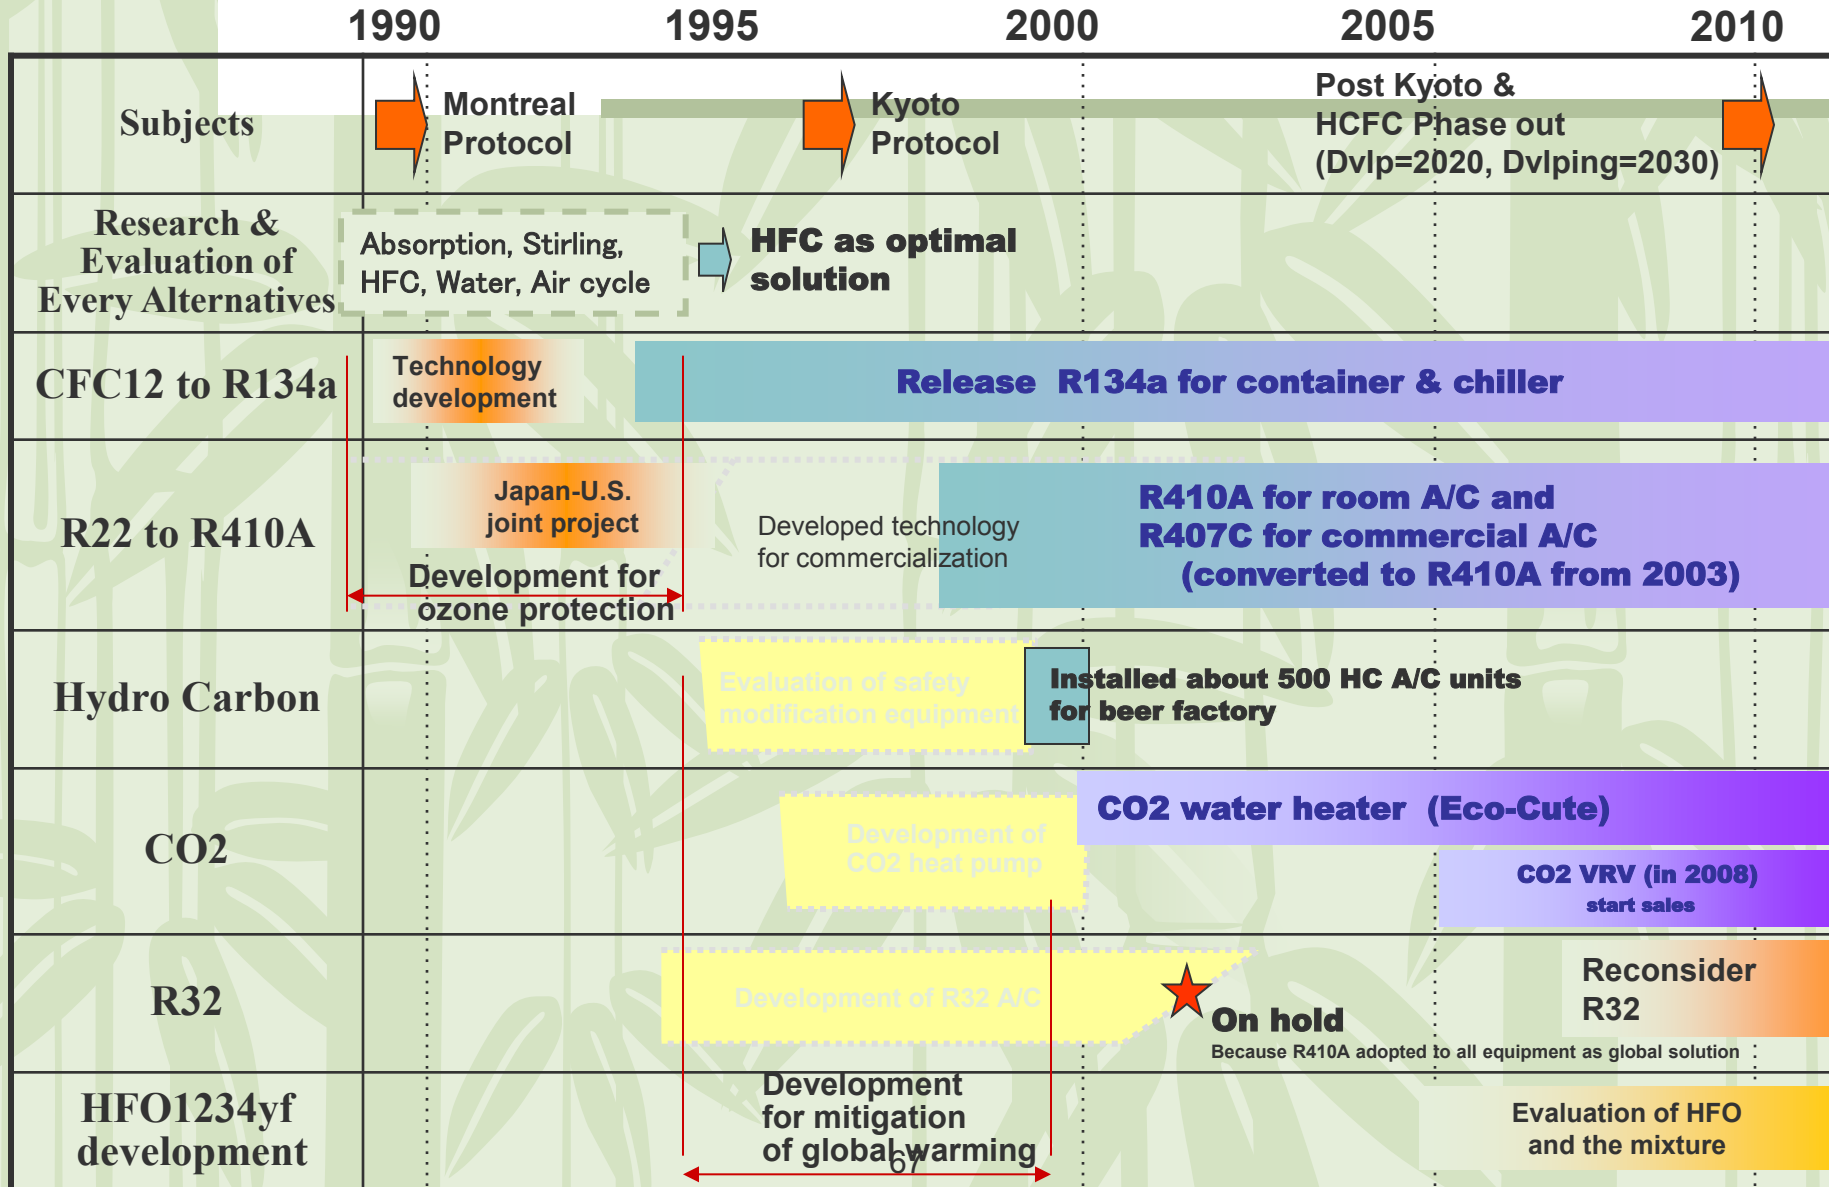 1990 1995 2000 2005 2010
Subjects
Montreal
Protocol
Kyoto
Protocol
Post Kyoto &
HCFC Phase out
(Dvlp=2020, Dvlping=2030)
Research &
Evaluation of
Every Alternatives
Absorption, Stirling,
HFC, Water, Air cycle
HFC as optimal
solution
CFC12 to R134a
Technology
development
Release R134a for container & chiller
R22 to R410A
Japan-U.S.
joint project
Development for
ozone protection
Developed technology
for commercialization
R410A for room A/C and
R407C for commercial A/C
(converted to R410A from 2003)
Hydro Carbon
Evaluation of safety
modification equipment
Installed about 500 HC A/C units
for beer factory
CO2
Development of
CO2 heat pump
CO2 water heater (Eco-Cute)
CO2 VRV (in 2008)
start sales
R32
Development of R32 A/C
On hold
Because R410A adopted to all equipment as global solution
Reconsider
R32
HFO1234yf
development
Development
for mitigation
of global warming
67
Evaluation of HFO
and the mixture